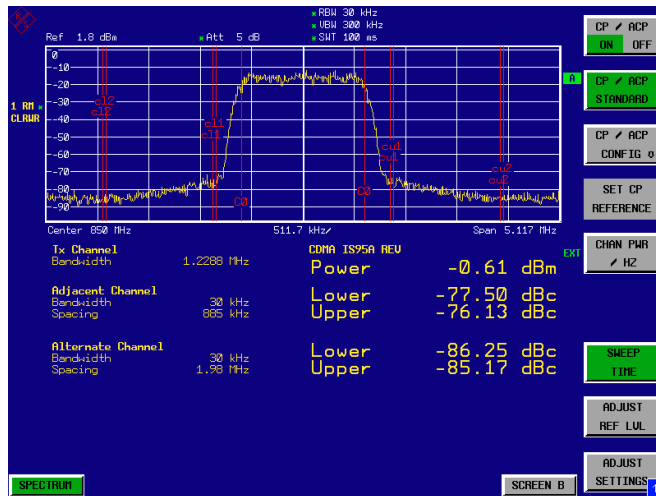 * RBW 30 kHz
* VBW 300 kHz
Ref 1.8 dBm * Att 5 dB * SWT 100 ms
0
-10
A
-20
-30
1 RM *
CLRWR
-40
-50
-60
-70
-80
-90
cl2
cl2
cl1
cl1
C0
C0
cu1
cu1
cu2
cu2
Center 850 MHz 511.7 kHz/ Span 5.117 MHz
Tx Channel CDMA IS95A REV EXT
Bandwidth 1.2288 MHz Power -0.61 dBm
Adjacent Channel Lower -77.50 dBc
Bandwidth 30 kHz Upper -76.13 dBc
Spacing 885 kHz
Alternate Channel Lower -86.25 dBc
Bandwidth 30 kHz Upper -85.17 dBc
Spacing 1.98 MHz
SPECTRUM SCREEN B
CP / ACP
ON OFF
CP / ACP
STANDARD
CP / ACP
CONFIG
SET CP
REFERENCE
CHAN PWR
/ HZ
SWEEP
TIME
ADJUST
REF LVL
ADJUST
SETTINGS